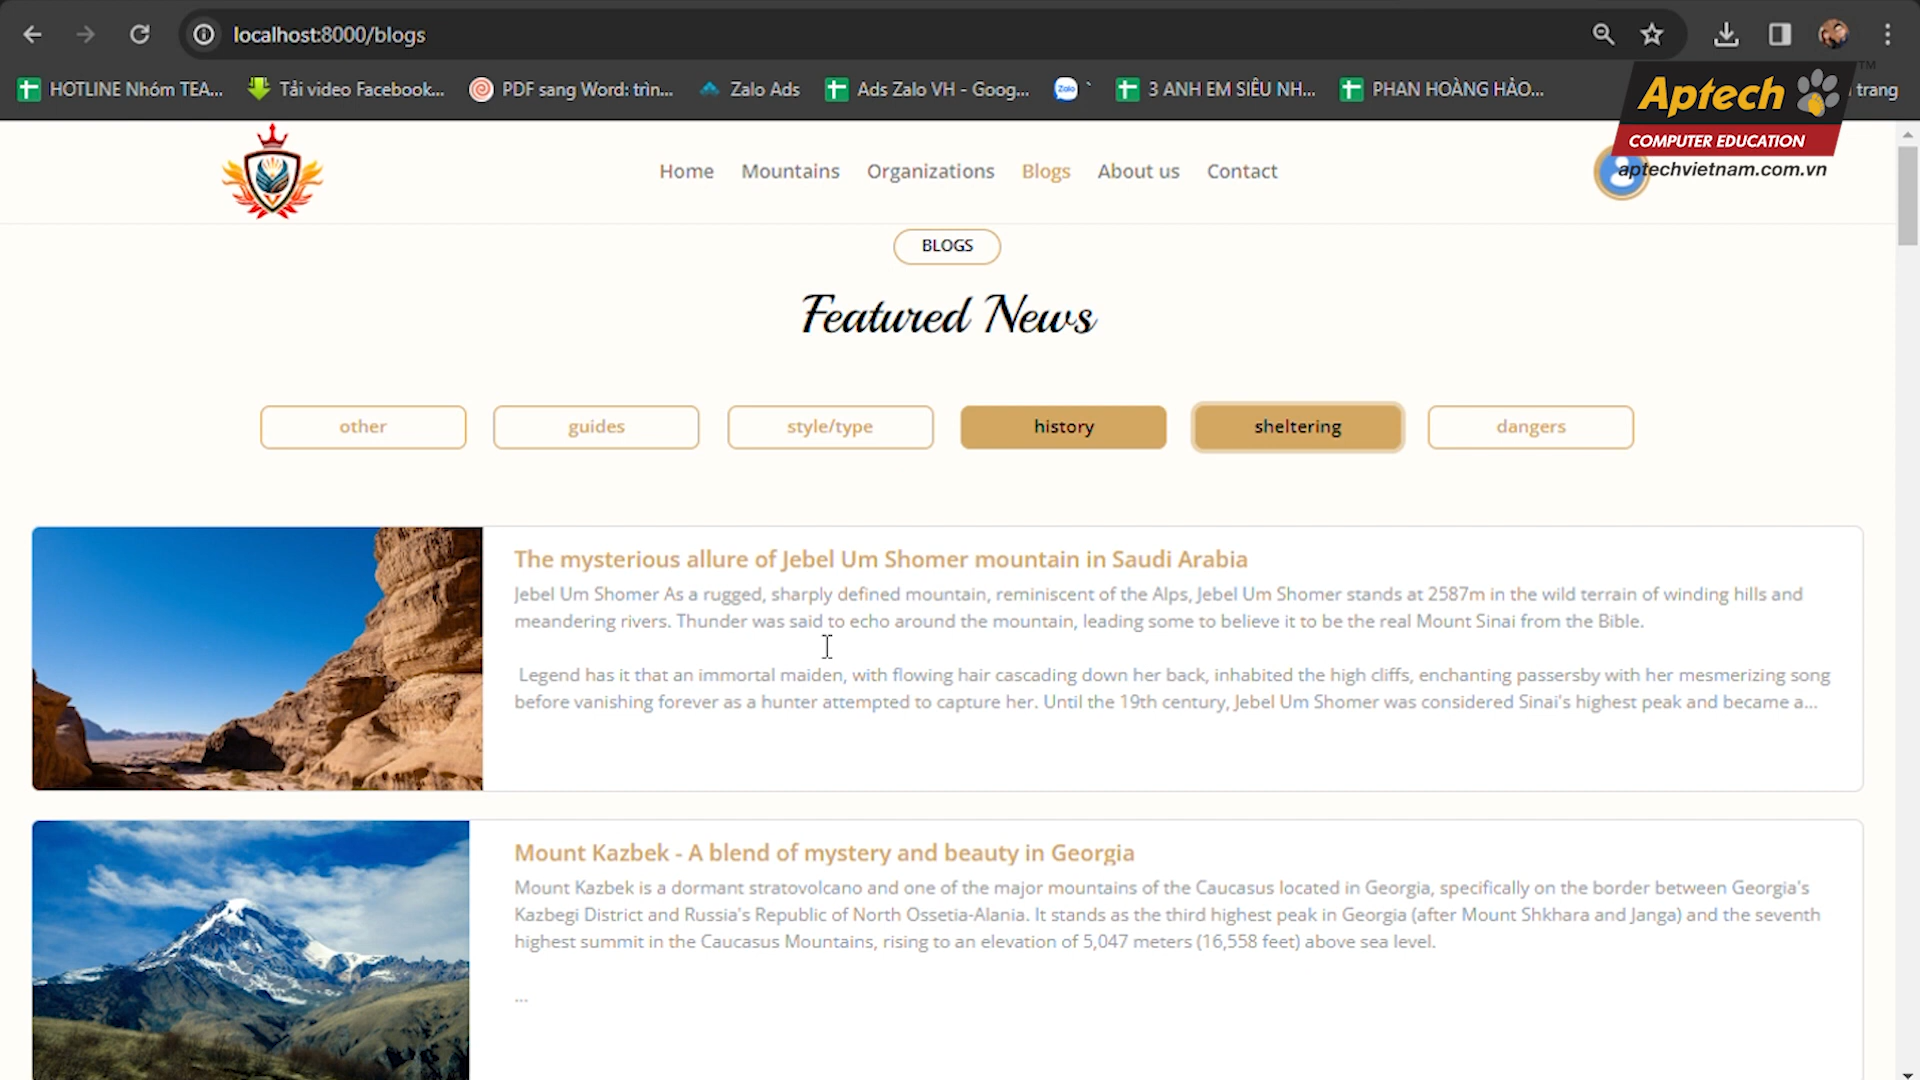 localhost:8000/blogs
HOTLINE Nhóm TEA...
Tải video Facebook...
PDF sang Word: trìn...
Zalo Ads
Ads Zalo VH - Goog...
Zalo
3 ANH EM SIÊU NH...
PHAN HOÀNG HẢO...
trang
Aptech
TM
COMPUTER EDUCATION
aptechvietnam.com.vn
Home
Mountains
Organizations
Blogs
About us
Contact
BLOGS
Featured News
other
guides
style/type
history
sheltering
dangers
The mysterious allure of Jebel Um Shomer mountain in Saudi Arabia
Jebel Um Shomer As a rugged, sharply defined mountain, reminiscent of the Alps, Jebel Um Shomer stands at 2587m in the wild terrain of winding hills and
meandering rivers. Thunder was said to echo around the mountain, leading some to believe it to be the real Mount Sinai from the Bible.
Legend has it that an immortal maiden, with flowing hair cascading down her back, inhabited the high cliffs, enchanting passersby with her mesmerizing song
before vanishing forever as a hunter attempted to capture her. Until the 19th century, Jebel Um Shomer was considered Sinai's highest peak and became a...
Mount Kazbek - A blend of mystery and beauty in Georgia
Mount Kazbek is a dormant stratovolcano and one of the major mountains of the Caucasus located in Georgia, specifically on the border between Georgia's
Kazbegi District and Russia's Republic of North Ossetia-Alania. It stands as the third highest peak in Georgia (after Mount Shkhara and Janga) and the seventh
highest summit in the Caucasus Mountains, rising to an elevation of 5,047 meters (16,558 feet) above sea level.
...